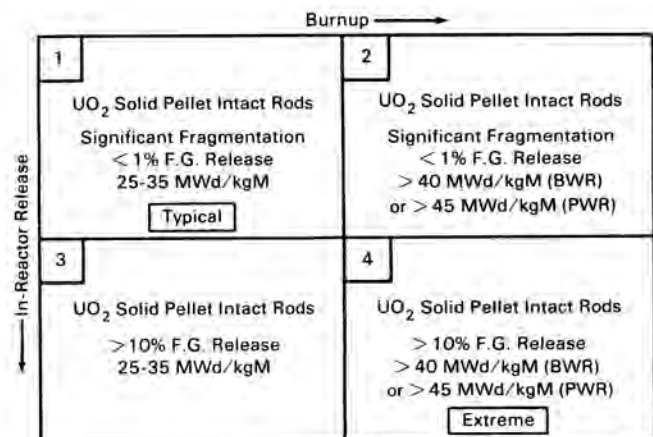 Burnup
In-Reactor Release
1
UO2 Solid Pellet Intact Rods
Significant Fragmentation
< 1% F.G. Release
25-35 MWd/kgM
Typical
2
UO2 Solid Pellet Intact Rods
Significant Fragmentation
< 1% F.G. Release
> 40 MWd/kgM (BWR)
or > 45 MWd/kgM (PWR)
3
UO2 Solid Pellet Intact Rods
> 10% F.G. Release
25-35 MWd/kgM
4
UO2 Solid Pellet Intact Rods
> 10% F.G. Release
> 40 MWd/kgM (BWR)
or > 45 MWd/kgM (PWR)
Extreme